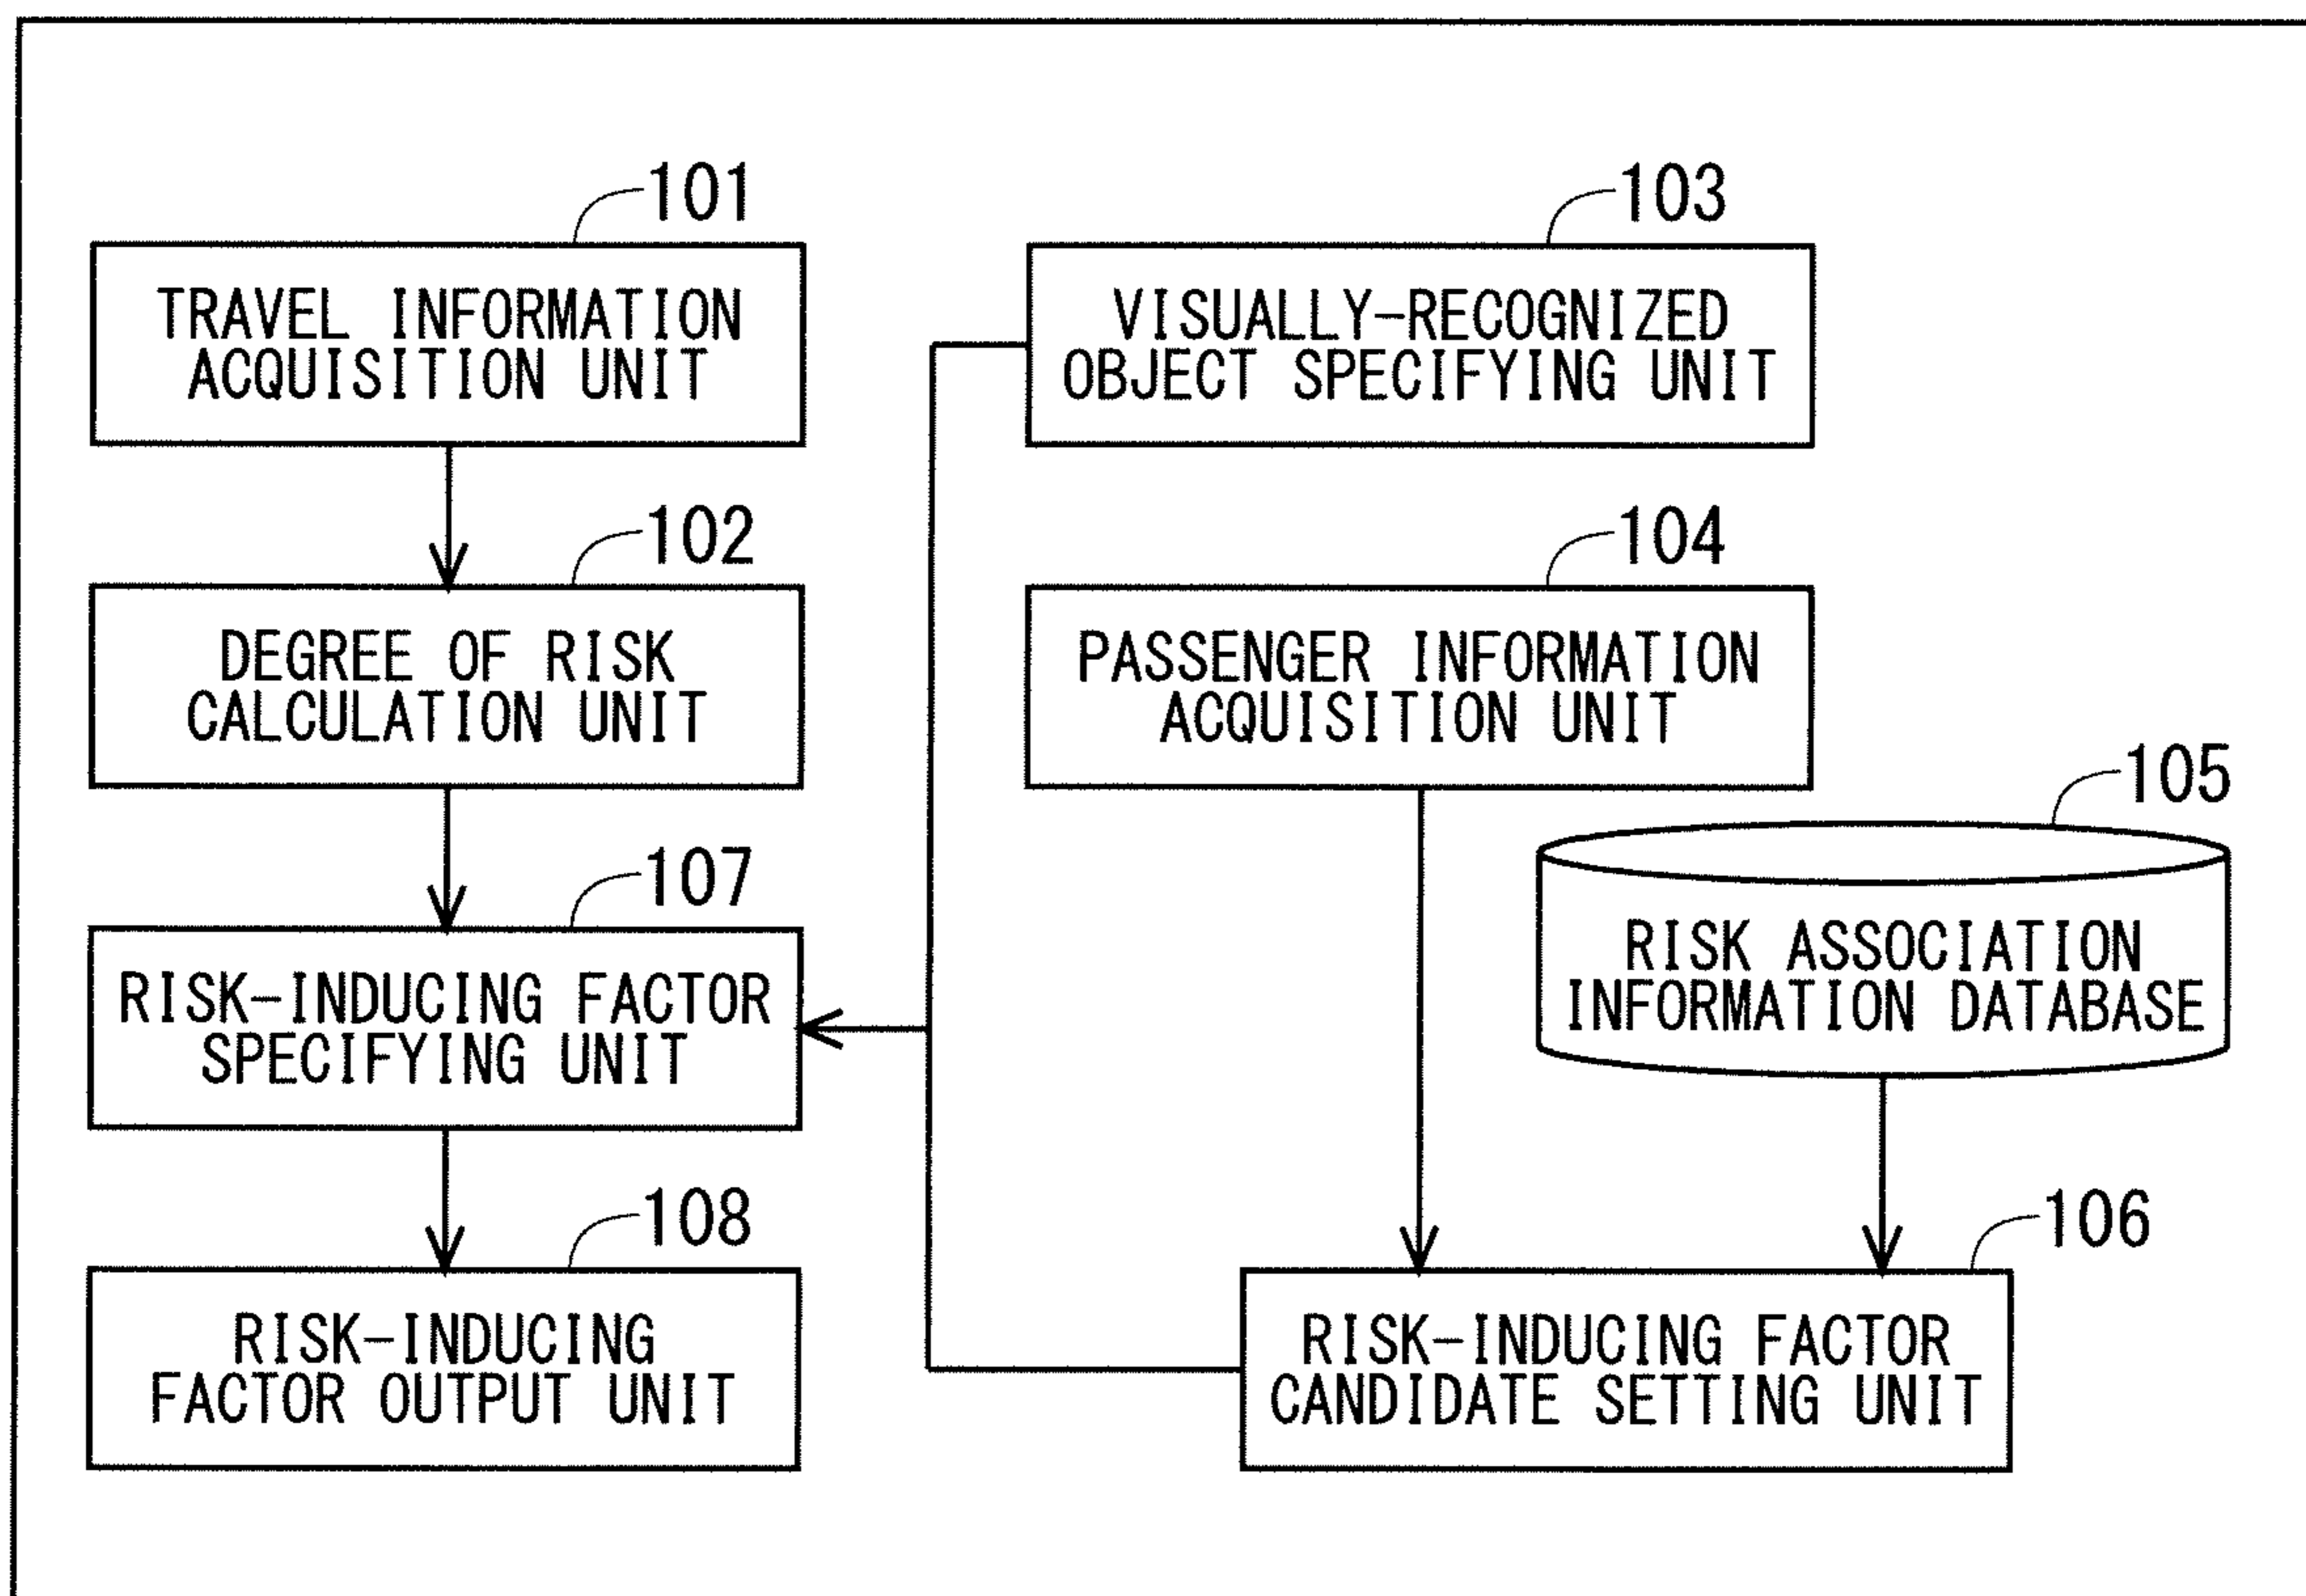 101
TRAVEL INFORMATION
ACQUISITION UNIT
102
DEGREE OF RISK
CALCULATION UNIT
107
RISK-INDUCING FACTOR
SPECIFYING UNIT
108
RISK-INDUCING
FACTOR OUTPUT UNIT
103
VISUALLY-RECOGNIZED
OBJECT SPECIFYING UNIT
104
PASSENGER INFORMATION
ACQUISITION UNIT
105
RISK ASSOCIATION
INFORMATION DATABASE
106
RISK-INDUCING FACTOR
CANDIDATE SETTING UNIT